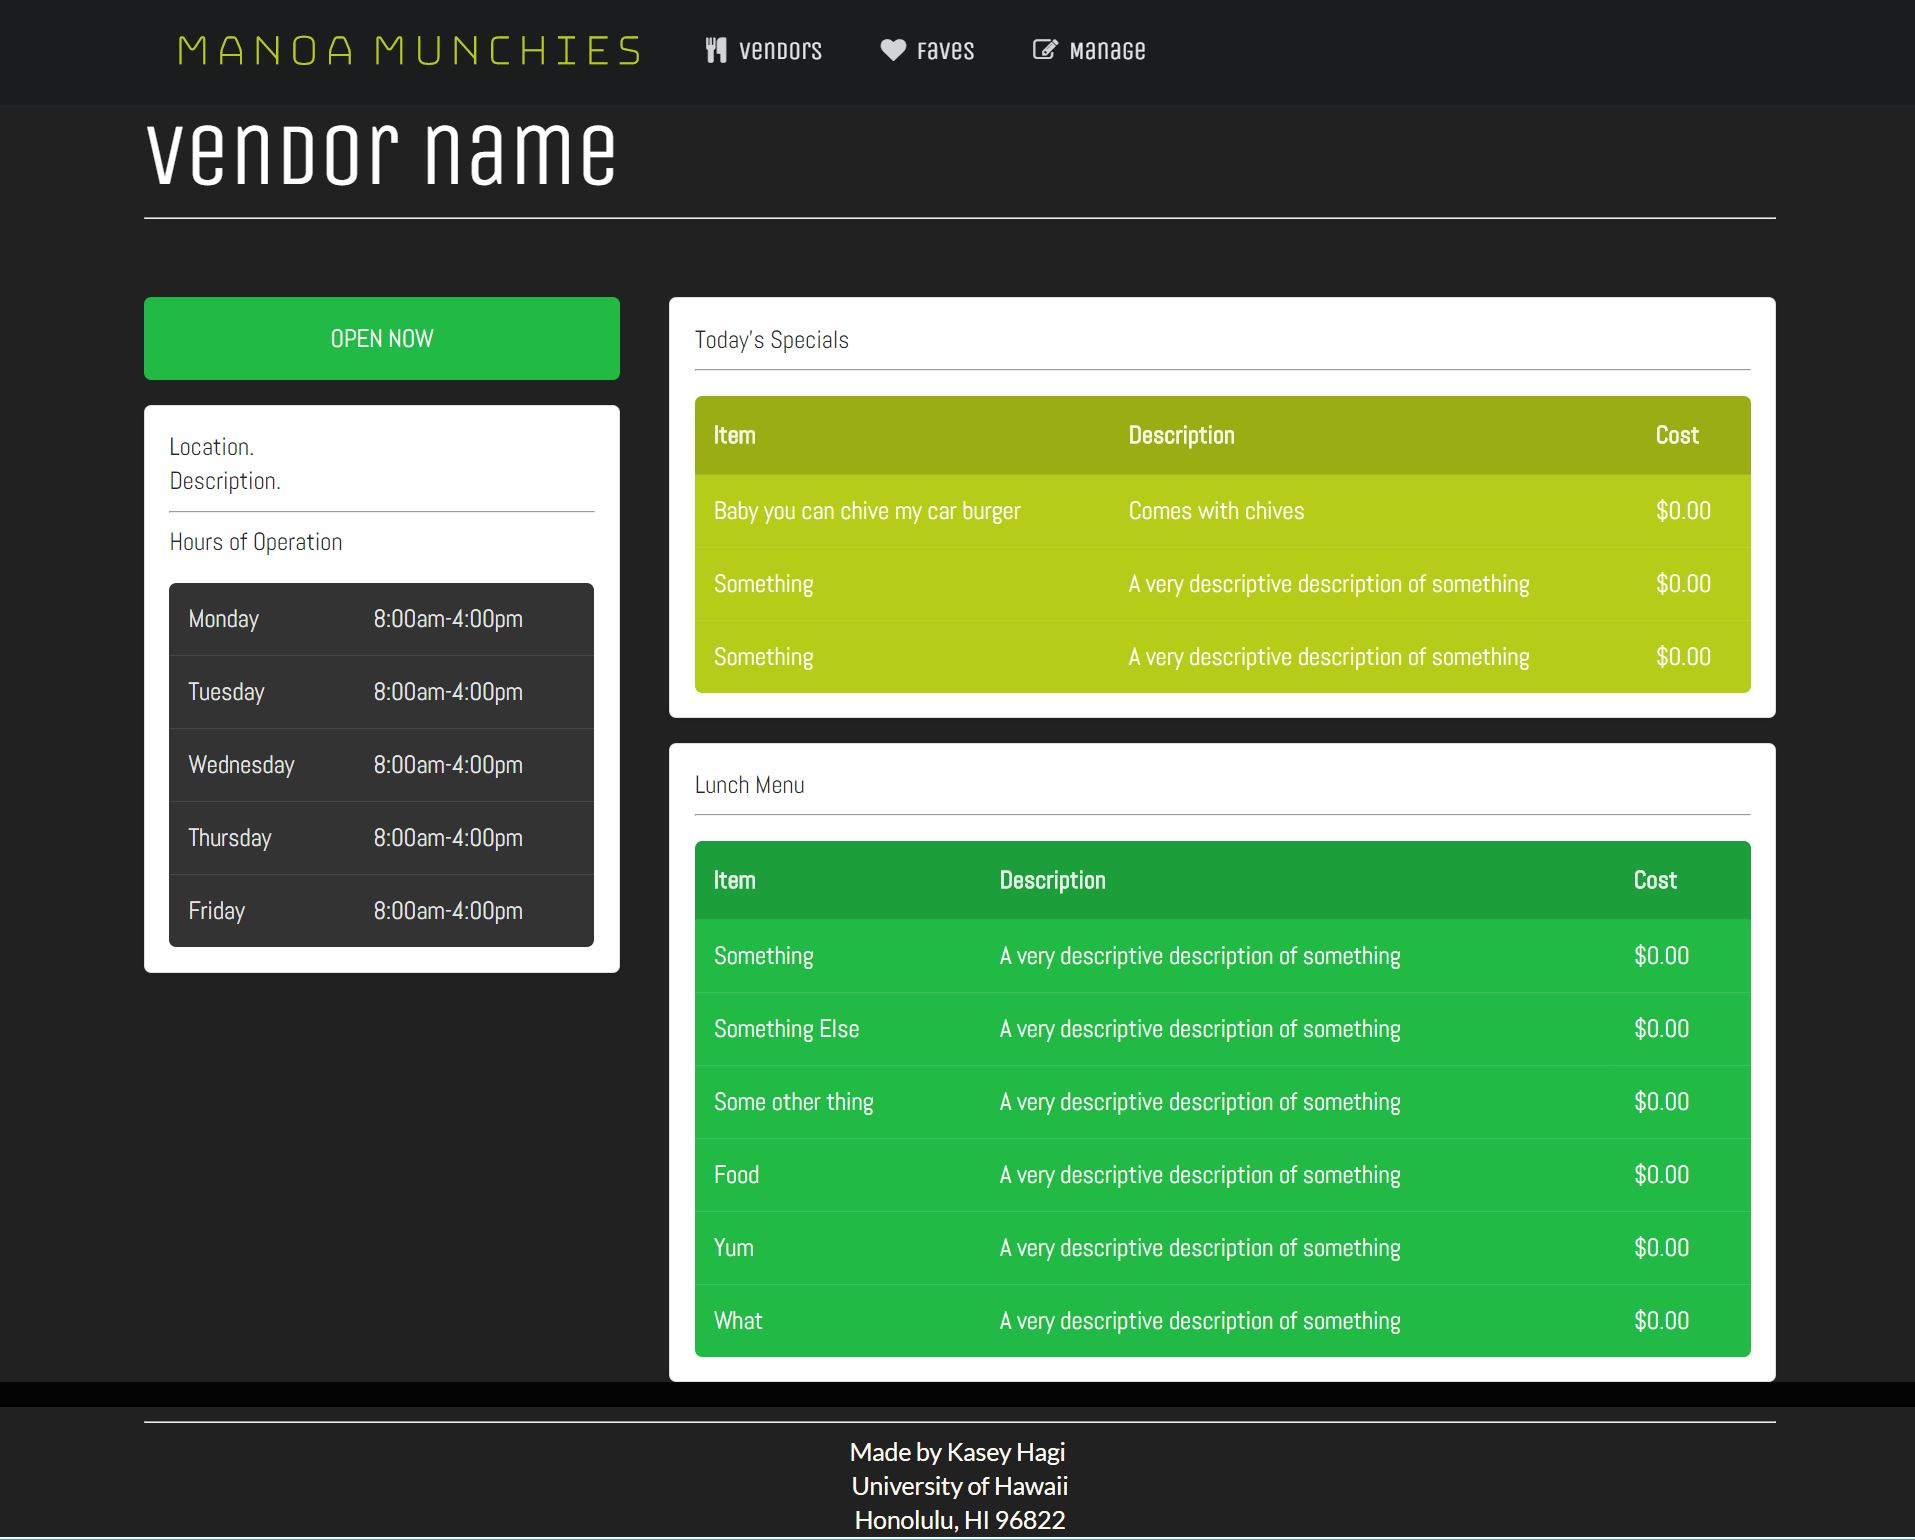 MANOA MUNCHIES Vendors Faves Manage
Vendor name
OPEN NOW
Location.
Description.
Hours of Operation
Monday 8:00am-4:00pm
Tuesday 8:00am-4:00pm
Wednesday 8:00am-4:00pm
Thursday 8:00am-4:00pm
Friday 8:00am-4:00pm
Today's Specials
Item Description Cost
Baby you can chive my car burger Comes with chives $0.00
Something A very descriptive description of something $0.00
Something A very descriptive description of something $0.00
Lunch Menu
Item Description Cost
Something A very descriptive description of something $0.00
Something Else A very descriptive description of something $0.00
Some other thing A very descriptive description of something $0.00
Food A very descriptive description of something $0.00
Yum A very descriptive description of something $0.00
What A very descriptive description of something $0.00
Made by Kasey Hagi
University of Hawaii
Honolulu, HI 96822